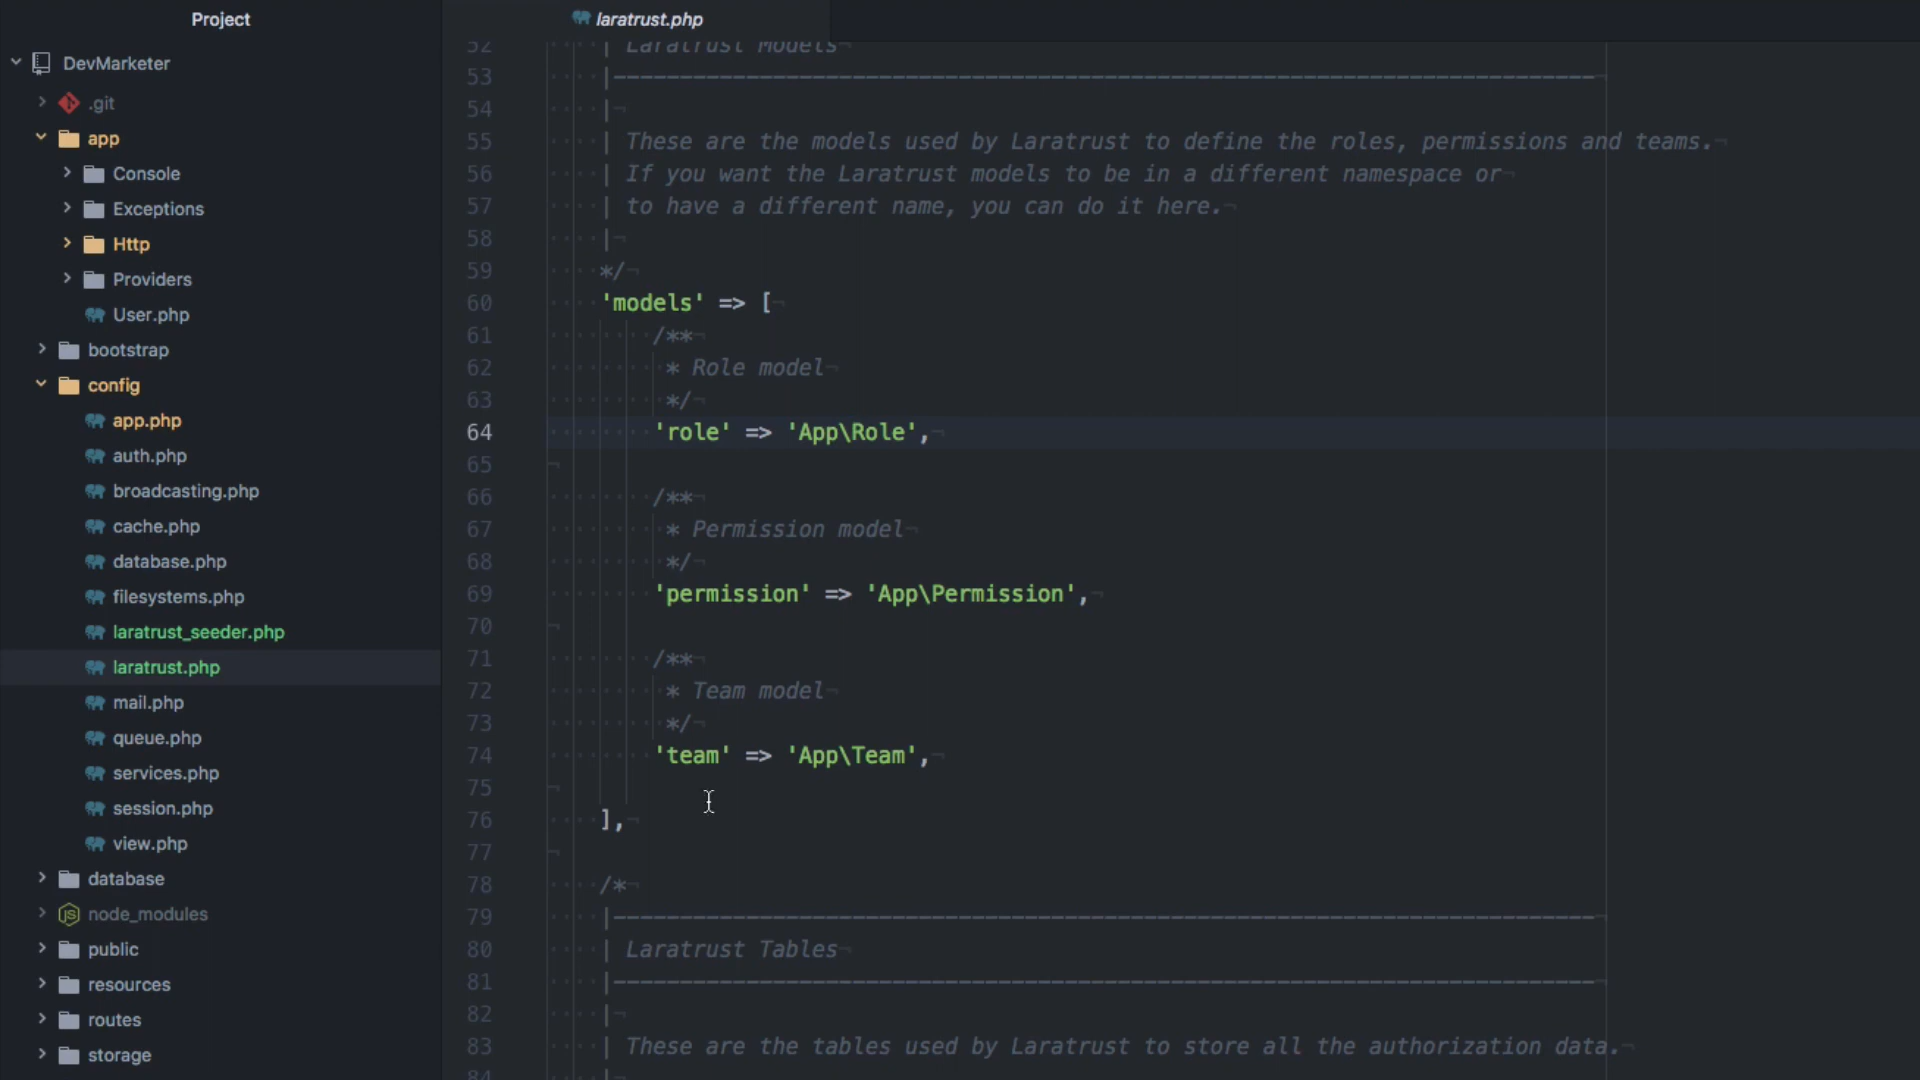 Project
DevMarketer
.git
app
Console
Exceptions
Http
Providers
User.php
bootstrap
config
app.php
auth.php
broadcasting.php
cache.php
database.php
filesystems.php
laratrust_seeder.php
laratrust.php
mail.php
queue.php
services.php
session.php
view.php
database
node_modules
public
resources
routes
storage
laratrust.php
52 | Laratrust Models
53 |--------------------------------------------------------------------------
54 |
55 | These are the models used by Laratrust to define the roles, permissions and teams.
56 | If you want the Laratrust models to be in a different namespace or
57 | to have a different name, you can do it here.
58 |
59 */
60 'models' => [
61 /**
62 * Role model
63 */
64 'role' => 'App\Role',
65
66 /**
67 * Permission model
68 */
69 'permission' => 'App\Permission',
70
71 /**
72 * Team model
73 */
74 'team' => 'App\Team',
75
76 ],
77
78 /*
79 |--------------------------------------------------------------------------
80 | Laratrust Tables
81 |--------------------------------------------------------------------------
82 |
83 | These are the tables used by Laratrust to store all the authorization data.
84 |